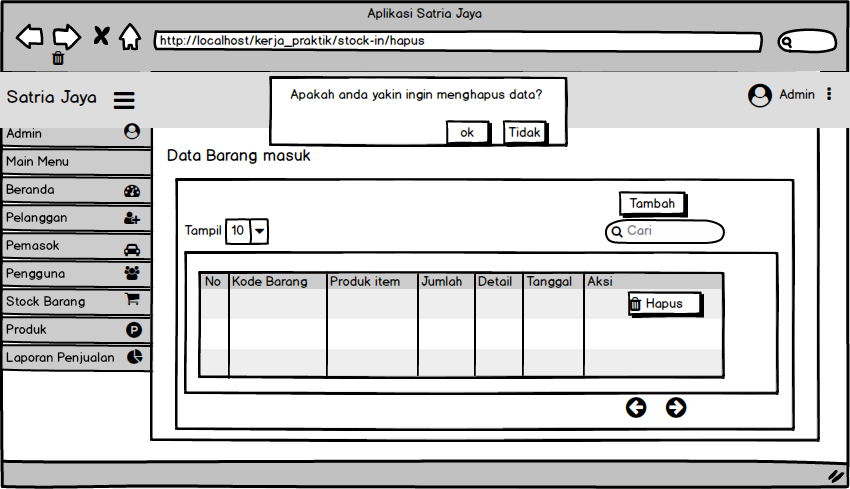 Aplikasi Satria Jaya
http://localhost/kerja_praktik/stock-in/hapus
Satria Jaya
Apakah anda yakin ingin menghapus data?
ok
Tidak
Admin
Admin
Main Menu
Beranda
Pelanggan
Pemasok
Pengguna
Stock Barang
Produk
P
Laporan Penjualan
Data Barang masuk
Tambah
Tampil 10
Cari
No Kode Barang Produk item Jumlah Detail Tanggal Aksi
Hapus